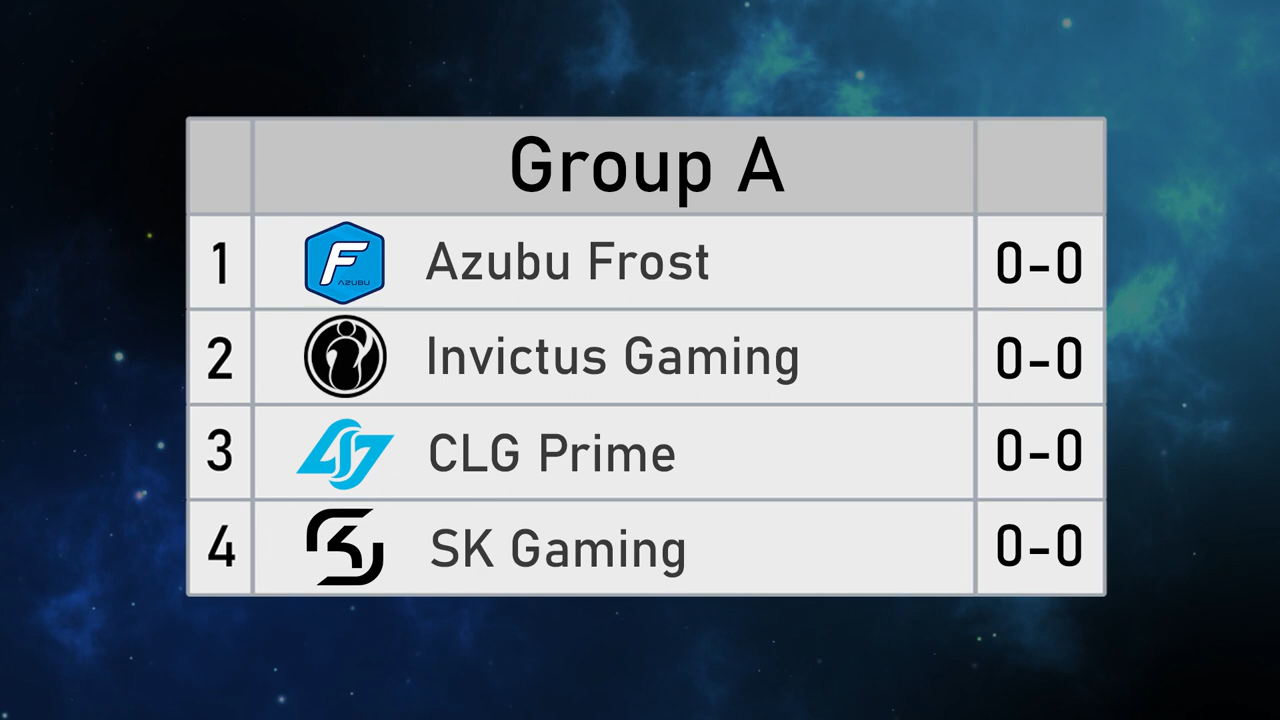 Group A
1 F AZUBU Azubu Frost 0-0
2 Invictus Gaming 0-0
3 CLG Prime 0-0
4 SK Gaming 0-0